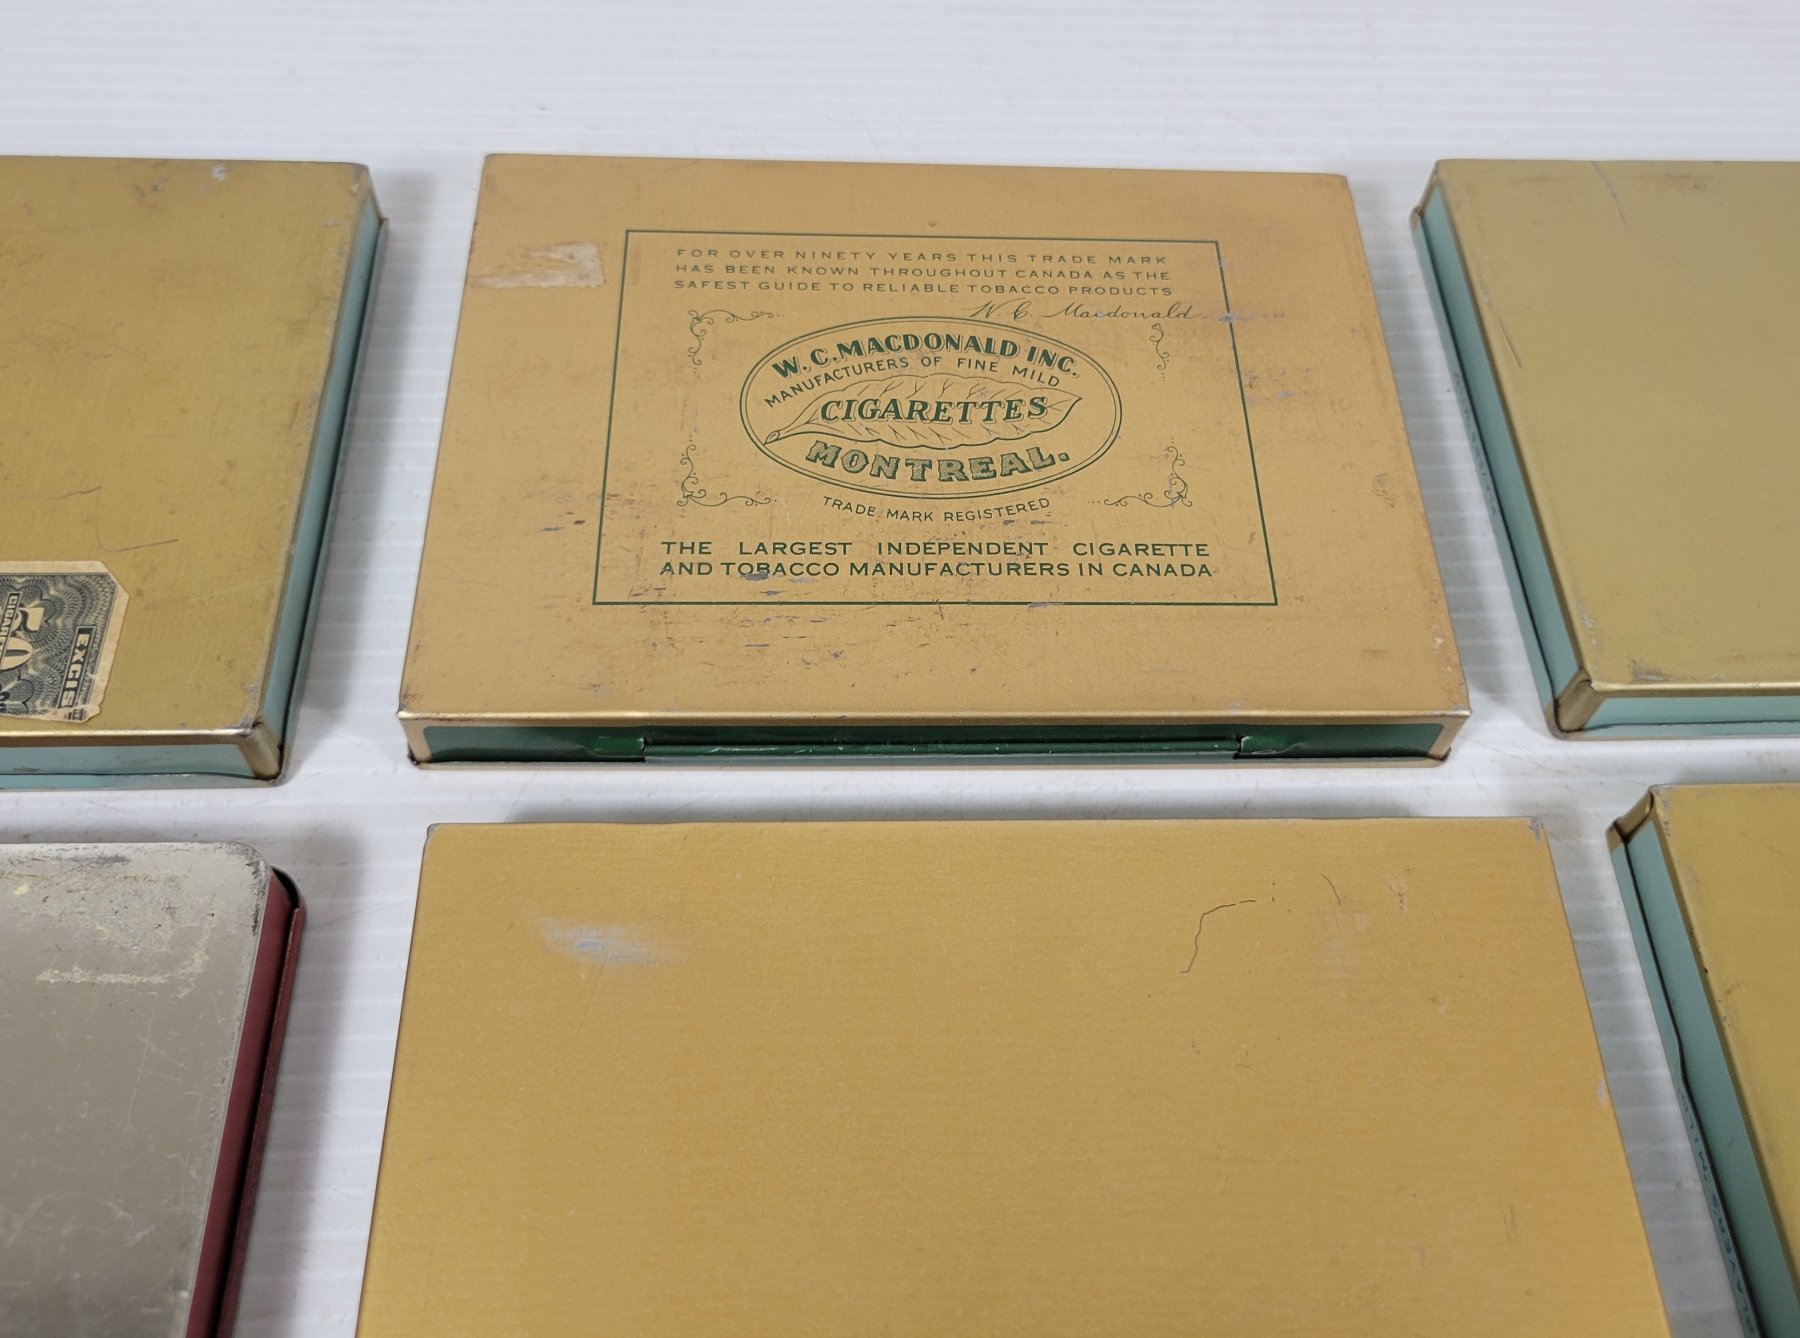 FOR OVER NINETY YEARS THIS TRADE MARK
HAS BEEN KNOWN THROUGHOUT CANADA AS THE
SAFEST GUIDE TO RELIABLE TOBACCO PRODUCTS
W. C. Macdonald
W. C. MACDONALD INC.
MANUFACTURERS OF FINE MILD
CIGARETTES
MONTREAL.
TRADE MARK REGISTERED
THE LARGEST INDEPENDENT CIGARETTE
AND TOBACCO MANUFACTURERS IN CANADA
50